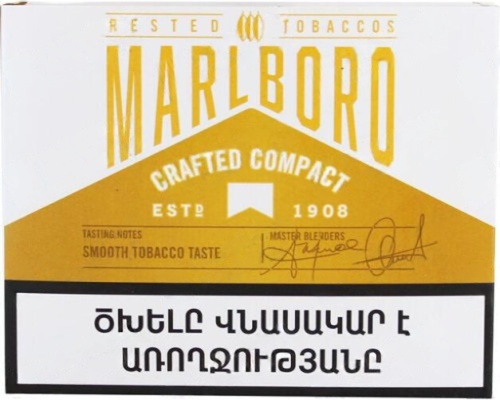 RESTED TOBACCOS
MARLBORO
CRAFTED COMPACT
ESTD 1908
TASTING NOTES
SMOOTH TOBACCO TASTE
MASTER BLENDERS
ԾԽԵԼԸ ՎՆԱՍԱԿԱՐ Է
ԱՌՈՂՋՈՒԹՅԱՆԸ